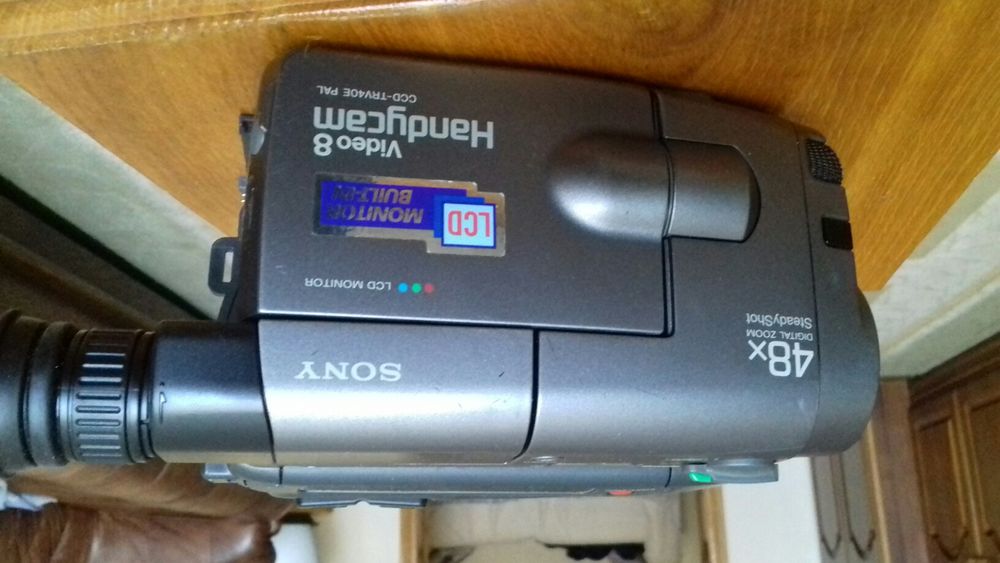 SONY
48x
DIGITAL ZOOM
SteadyShot
LCD MONITOR
LCD
MONITOR
BUILT-IN
Video 8
Handycam
CCD-TRV40E PAL